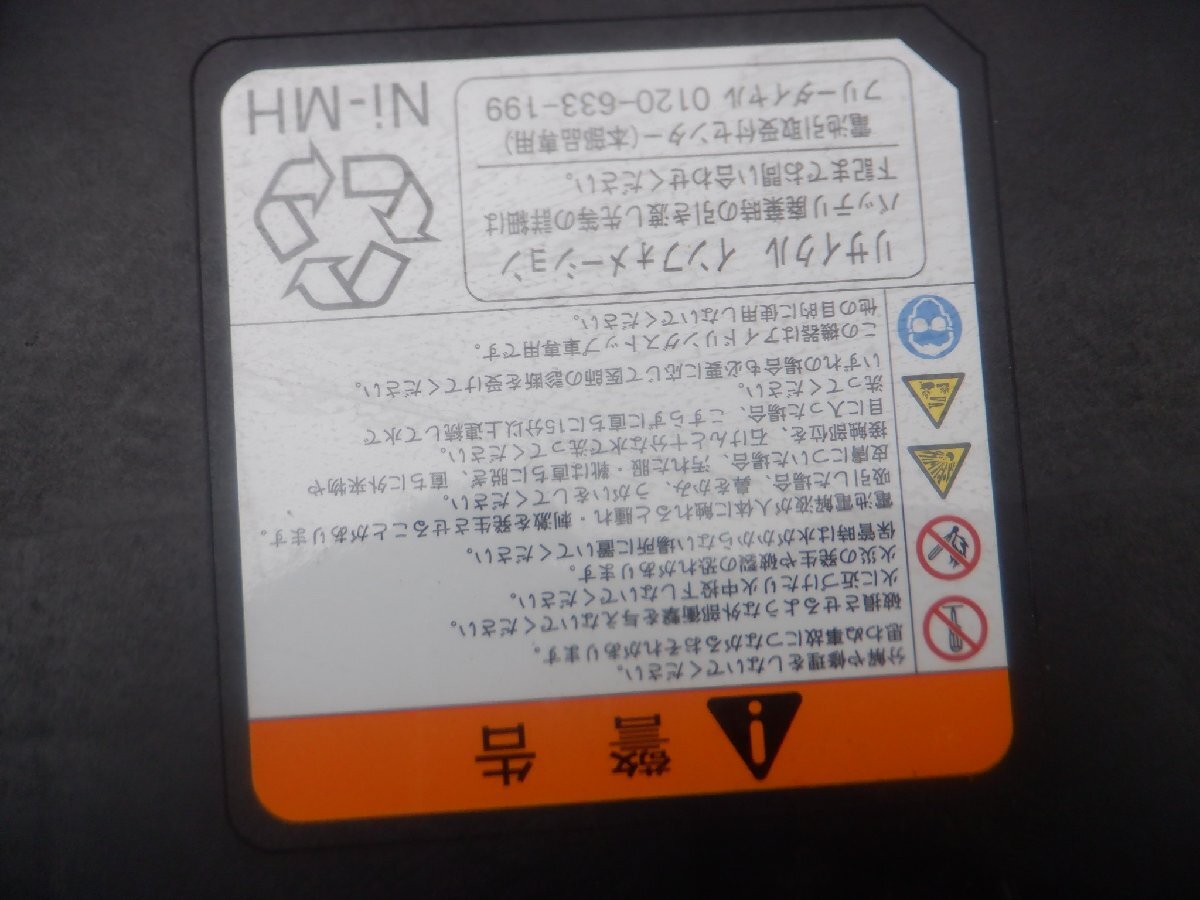 警告
分解や修理をしないでください。
思わぬ事故につながるおそれがあります。
破損させるような外部衝撃を与えないでください。
火に近づけたり火中投下しないでください。
火災の発生や破裂の恐れがあります。
保管時は水がかからない場所に置いてください。
電池電解液が人体に触れると腫れ・刺激を発生させることがあります。
吸引した場合、鼻をかみ、うがいをしてください。
皮膚についた場合、汚れた服・靴は直ちに脱ぎ、直ちに外来物や
接触部位を、石けんと十分な水で洗ってください。
目に入った場合、こすらずに直ちに15分以上連続して水で
洗ってください。
いずれの場合も必要に応じて医師の診断を受けてください。
この機器はアイドリングストップ車専用です。
他の目的に使用しないでください。
リサイクル インフォメーション
バッテリ廃棄時の引き渡し先等の詳細は
下記までお問い合わせください。
電池引取受付センター(本部品専用)
フリーダイヤル 0120-633-199
Ni-MH